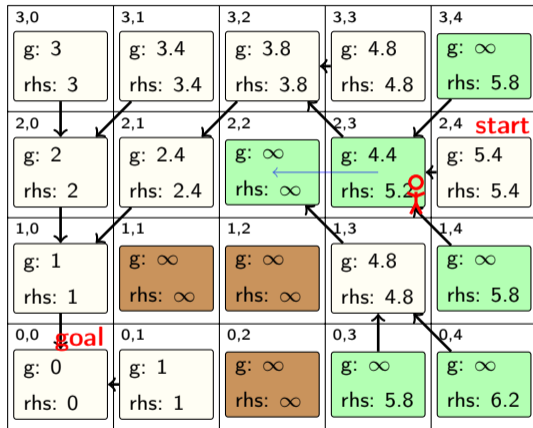 3,0 3,1 3,2 3,3 3,4
g: 3 g: 3.4 g: 3.8 g: 4.8 g: ∞
rhs: 3 rhs: 3.4 rhs: 3.8 rhs: 4.8 rhs: 5.8
2,0 2,1 2,2 2,3 2,4 start
g: 2 g: 2.4 g: ∞ g: 4.4 g: 5.4
rhs: 2 rhs: 2.4 rhs: ∞ rhs: 5.2 rhs: 5.4
1,0 1,1 1,2 1,3 1,4
g: 1 g: ∞ g: ∞ g: 4.8 g: ∞
rhs: 1 rhs: ∞ rhs: ∞ rhs: 4.8 rhs: 5.8
0,0 goal 0,1 0,2 0,3 0,4
g: 0 g: 1 g: ∞ g: ∞ g: ∞
rhs: 0 rhs: 1 rhs: ∞ rhs: 5.8 rhs: 6.2